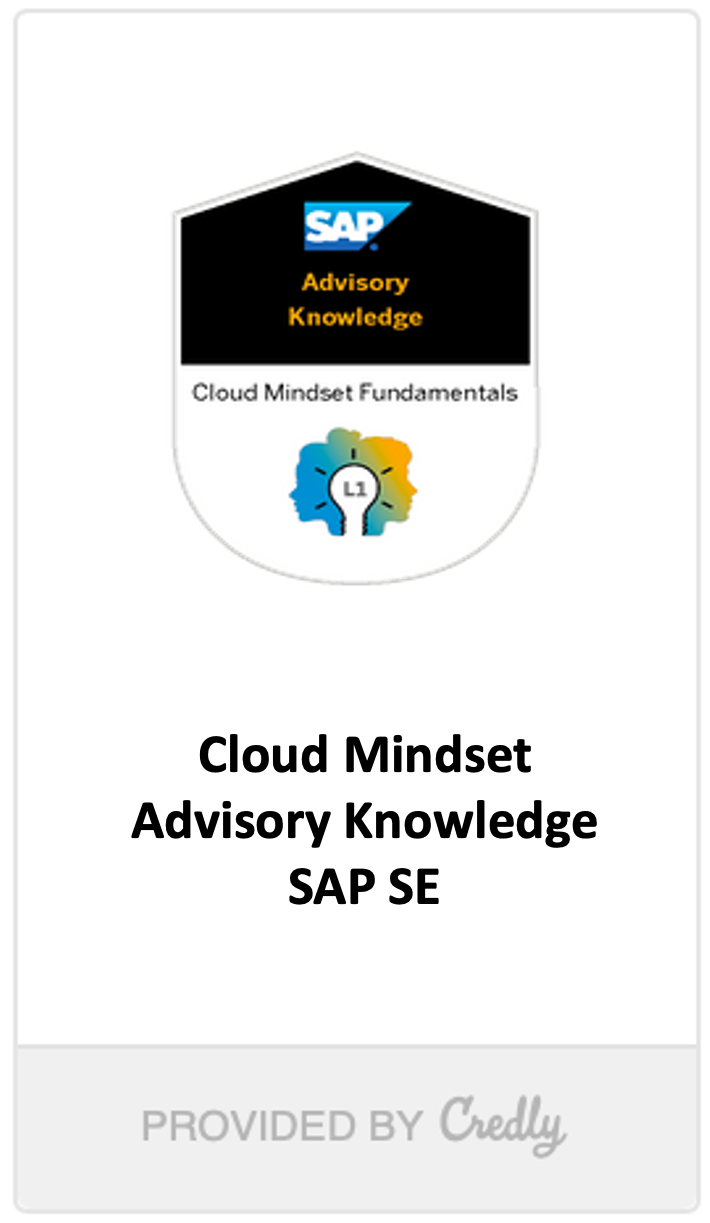 SAP
Advisory
Knowledge
Cloud Mindset Fundamentals
L1
Cloud Mindset
Advisory Knowledge
SAP SE
PROVIDED BY Credly